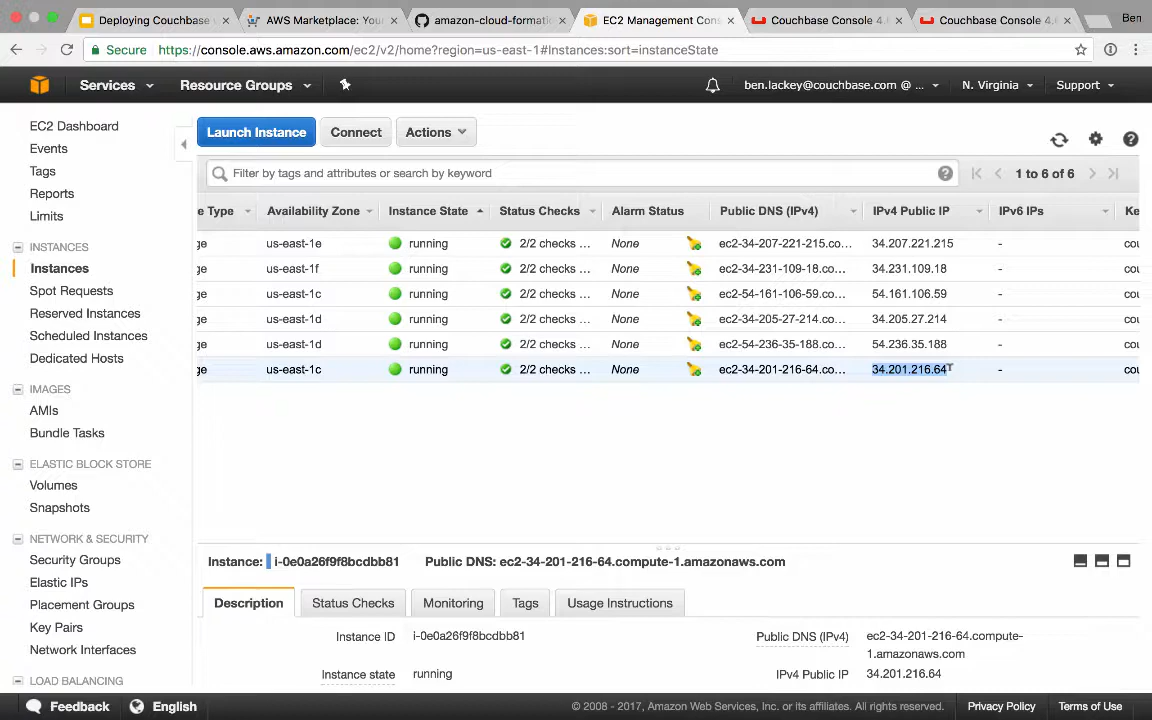 Deploying Couchbase
AWS Marketplace: You
amazon-cloud-formati
EC2 Management Con
Couchbase Console 4.
Couchbase Console 4.
Ben
Secure https://console.aws.amazon.com/ec2/v2/home?region=us-east-1#Instances:sort=instanceState
Services Resource Groups ben.lackey@couchbase.com @ ... N. Virginia Support
EC2 Dashboard
Events
Tags
Reports
Limits
INSTANCES
Instances
Spot Requests
Reserved Instances
Scheduled Instances
Dedicated Hosts
IMAGES
AMIs
Bundle Tasks
ELASTIC BLOCK STORE
Volumes
Snapshots
NETWORK & SECURITY
Security Groups
Elastic IPs
Placement Groups
Key Pairs
Network Interfaces
LOAD BALANCING
Launch Instance Connect Actions
Filter by tags and attributes or search by keyword 1 to 6 of 6
e Type Availability Zone Instance State Status Checks Alarm Status Public DNS (IPv4) IPv4 Public IP IPv6 IPs Ke
ge us-east-1e running 2/2 checks ... None ec2-34-207-221-215.co... 34.207.221.215 - cou
ge us-east-1f running 2/2 checks ... None ec2-34-231-109-18.co... 34.231.109.18 - cou
ge us-east-1c running 2/2 checks ... None ec2-54-161-106-59.co... 54.161.106.59 - cou
ge us-east-1d running 2/2 checks ... None ec2-34-205-27-214.co... 34.205.27.214 - cou
ge us-east-1d running 2/2 checks ... None ec2-54-236-35-188.co... 54.236.35.188 - cou
ge us-east-1c running 2/2 checks ... None ec2-34-201-216-64.co... 34.201.216.64 - cou
Instance: i-0e0a26f9f8bcdbb81 Public DNS: ec2-34-201-216-64.compute-1.amazonaws.com
Description Status Checks Monitoring Tags Usage Instructions
Instance ID i-0e0a26f9f8bcdbb81 Public DNS (IPv4) ec2-34-201-216-64.compute-
1.amazonaws.com
Instance state running IPv4 Public IP 34.201.216.64
Feedback English © 2008 - 2017, Amazon Web Services, Inc. or its affiliates. All rights reserved. Privacy Policy Terms of Use